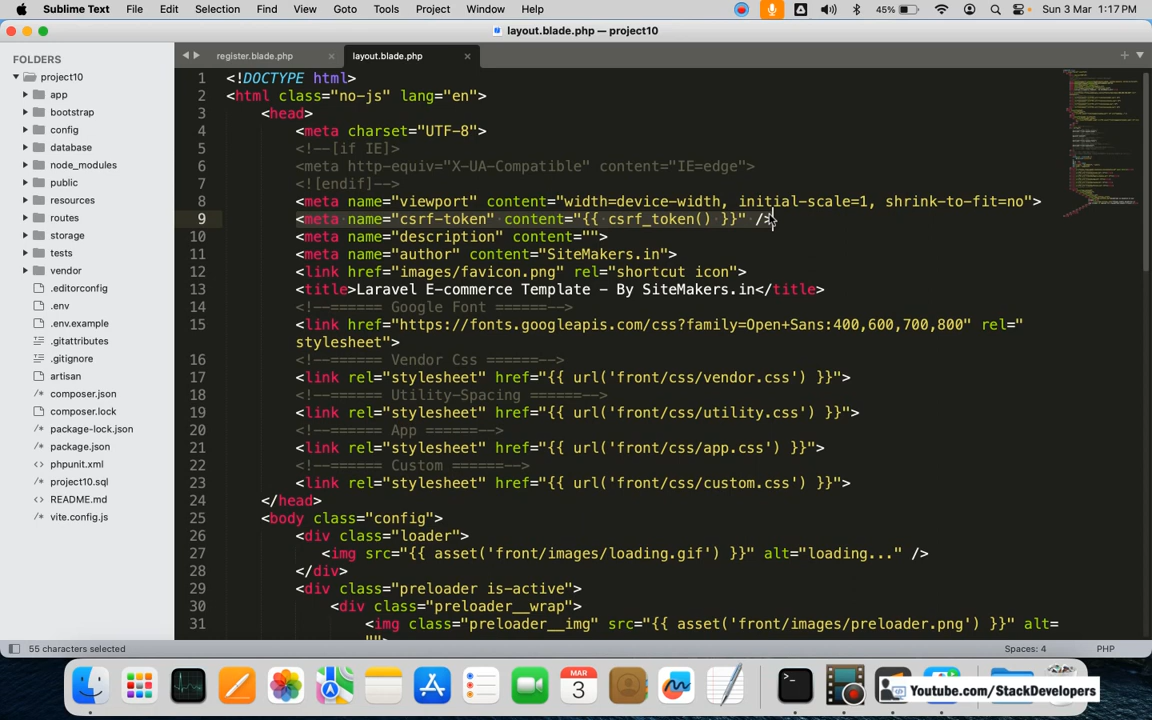 Sublime Text File Edit Selection Find View Goto Tools Project Window Help 45% Sun 3 Mar 1:17 PM
layout.blade.php — project10
FOLDERS
project10
app
bootstrap
config
database
node_modules
public
resources
routes
storage
tests
vendor
.editorconfig
.env
.env.example
.gitattributes
.gitignore
artisan
composer.json
composer.lock
package-lock.json
package.json
phpunit.xml
project10.sql
README.md
vite.config.js
register.blade.php layout.blade.php
1 <!DOCTYPE html>
2 <html class="no-js" lang="en">
3 <head>
4 <meta charset="UTF-8">
5 <!--[if IE]>
6 <meta http-equiv="X-UA-Compatible" content="IE=edge">
7 <![endif]-->
8 <meta name="viewport" content="width=device-width, initial-scale=1, shrink-to-fit=no">
9 <meta name="csrf-token" content="{{ csrf_token() }}" />
10 <meta name="description" content="">
11 <meta name="author" content="SiteMakers.in">
12 <link href="images/favicon.png" rel="shortcut icon">
13 <title>Laravel E-commerce Template - By SiteMakers.in</title>
14 <!--====== Google Font ======-->
15 <link href="https://fonts.googleapis.com/css?family=Open+Sans:400,600,700,800" rel="
stylesheet">
16 <!--====== Vendor Css ======-->
17 <link rel="stylesheet" href="{{ url('front/css/vendor.css') }}">
18 <!--====== Utility-Spacing ======-->
19 <link rel="stylesheet" href="{{ url('front/css/utility.css') }}">
20 <!--====== App ======-->
21 <link rel="stylesheet" href="{{ url('front/css/app.css') }}">
22 <!--====== Custom ======-->
23 <link rel="stylesheet" href="{{ url('front/css/custom.css') }}">
24 </head>
25 <body class="config">
26 <div class="loader">
27 <img src="{{ asset('front/images/loading.gif') }}" alt="loading..." />
28 </div>
29 <div class="preloader is-active">
30 <div class="preloader__wrap">
31 <img class="preloader__img" src="{{ asset('front/images/preloader.png') }}" alt=
"">
55 characters selected Spaces: 4 PHP
MAR
3
Youtube.com/StackDevelopers